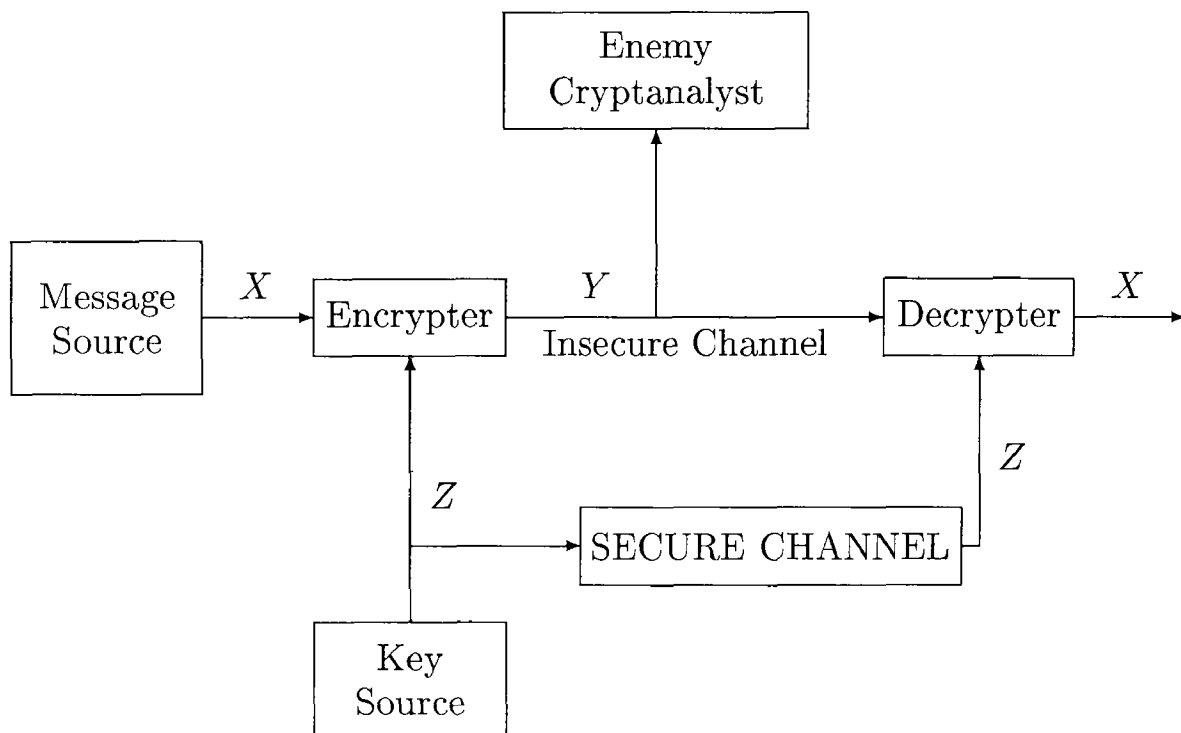 Enemy
Cryptanalyst
Message
Source
X
Encrypter
Y
Insecure Channel
Decrypter
X
Z
SECURE CHANNEL
Z
Key
Source